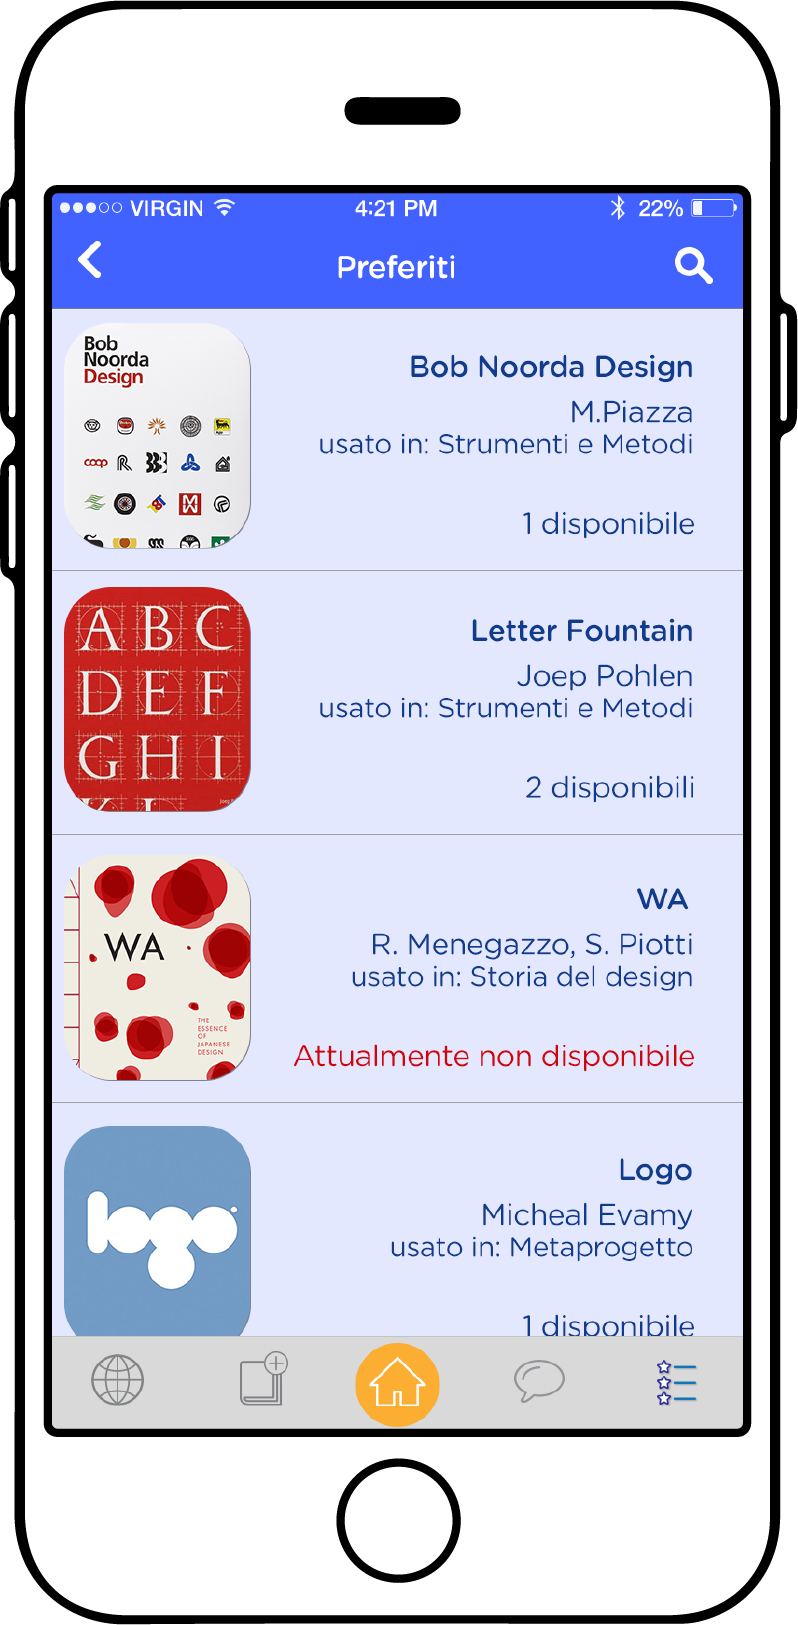 VIRGIN
4:21 PM
22%
Preferiti
Bob
Noorda
Design
coop
Bob Noorda Design
M.Piazza
usato in: Strumenti e Metodi
1 disponibile
A B C
D E F
G H I
Letter Fountain
Joep Pohlen
usato in: Strumenti e Metodi
2 disponibili
WA
THE
ESSENCE
OF
JAPANESE
DESIGN
WA
R. Menegazzo, S. Piotti
usato in: Storia del design
Attualmente non disponibile
logo
Logo
Micheal Evamy
usato in: Metaprogetto
1 disponibile